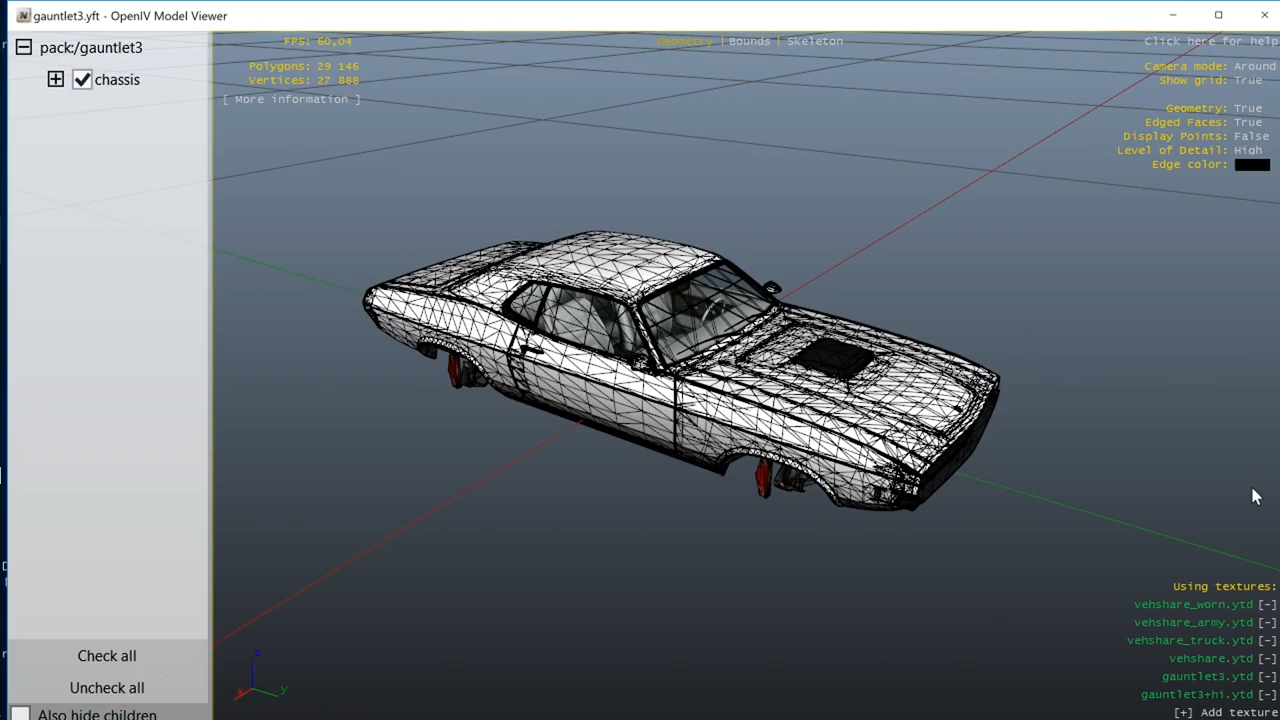 gauntlet3.yft - OpenIV Model Viewer
pack:/gauntlet3
chassis
FPS: 60,04
Polygons: 29 146
Vertices: 27 888
[ More information ]
Geometry | Bounds | Skeleton
Click here for help
Camera mode: Around
Show grid: True
Geometry: True
Edged Faces: True
Display Points: False
Level of Detail: High
Edge color:
z
x
y
Using textures:
vehshare_worn.ytd [-]
vehshare_army.ytd [-]
vehshare_truck.ytd [-]
vehshare.ytd [-]
gauntlet3.ytd [-]
gauntlet3+hi.ytd [-]
[+] Add texture
Check all
Uncheck all
Also hide children